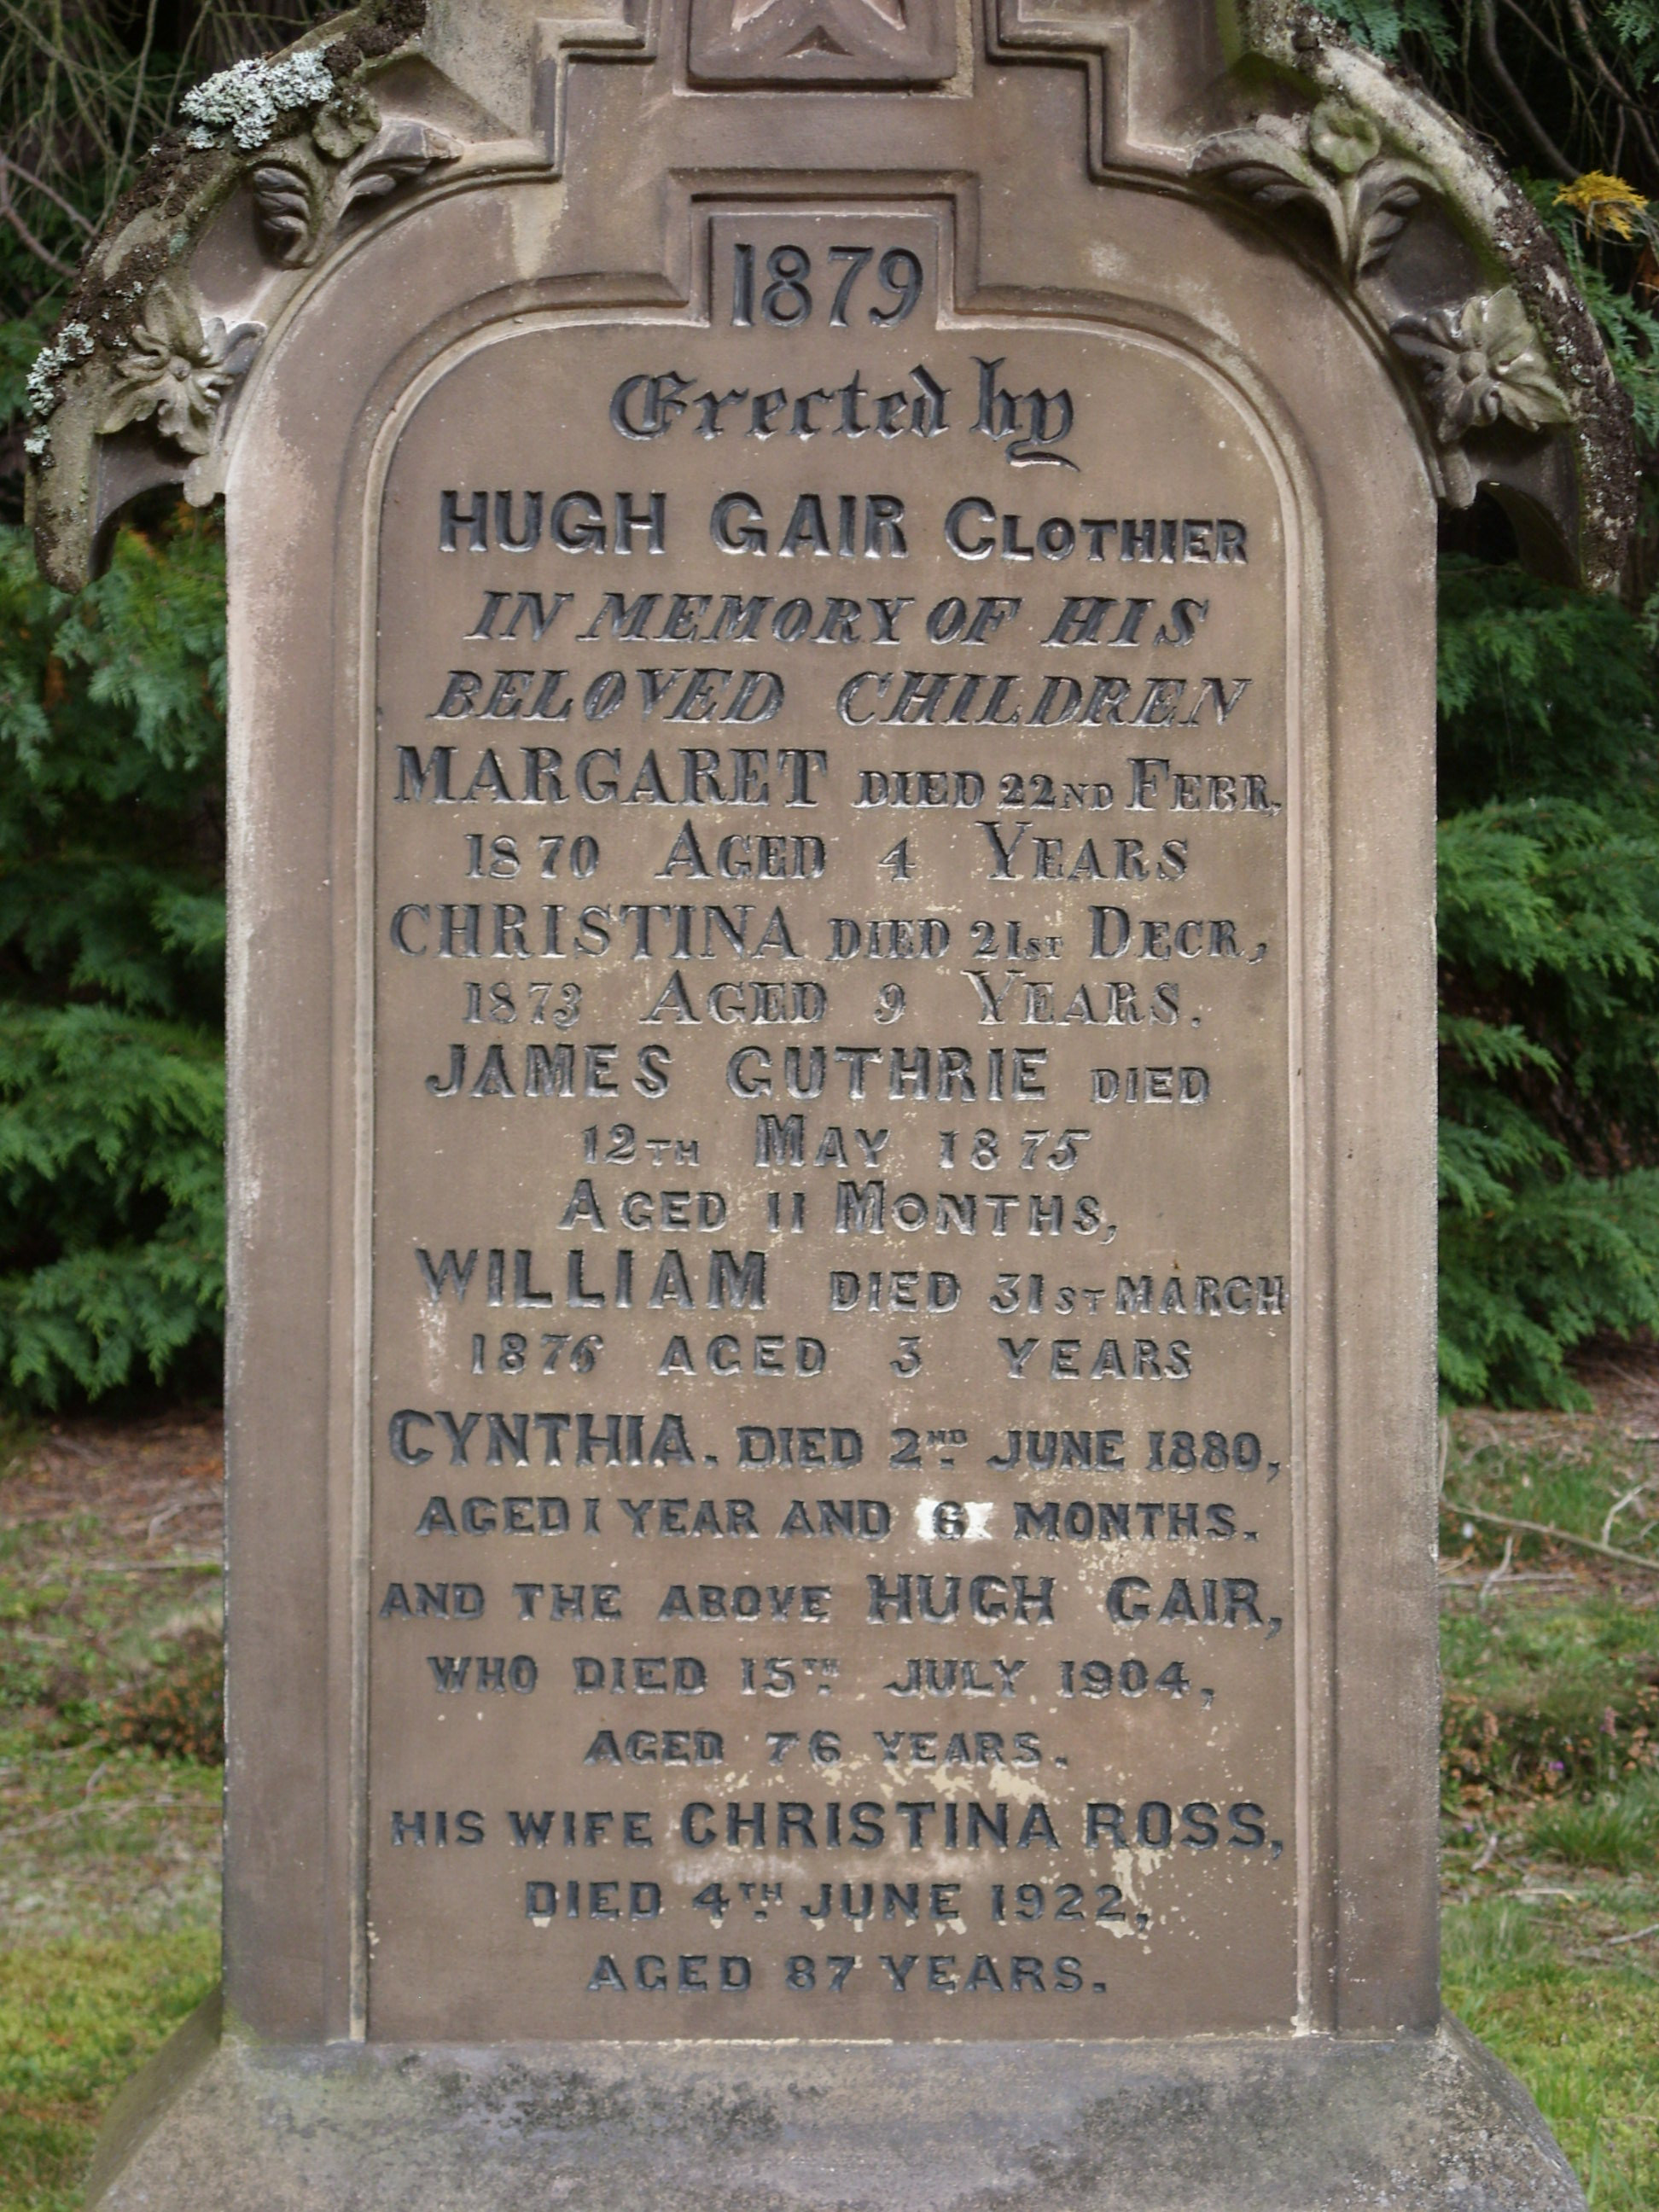 1879
Erected by
HUGH GAIR CLOTHIER
IN MEMORY OF HIS
BELOVED CHILDREN
MARGARET DIED 22ND FEBR,
1870 AGED 4 YEARS
CHRISTINA DIED 21ST DECR,
1873 AGED 9 YEARS.
JAMES GUTHRIE DIED
12TH MAY 1875
AGED 11 MONTHS,
WILLIAM DIED 31ST MARCH
1876 AGED 3 YEARS
CYNTHIA. DIED 2ND JUNE 1880,
AGED 1 YEAR AND 6 MONTHS.
AND THE ABOVE HUGH GAIR,
WHO DIED 15TH JULY 1904,
AGED 76 YEARS.
HIS WIFE CHRISTINA ROSS,
DIED 4TH JUNE 1922,
AGED 87 YEARS.